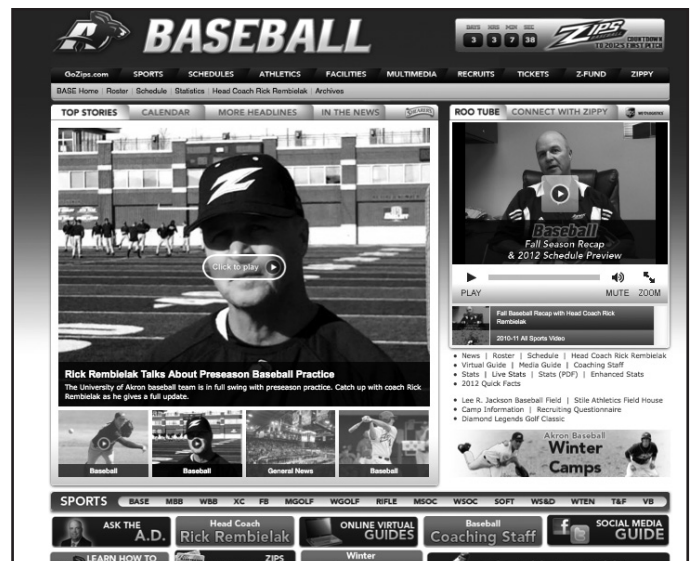 BASEBALL
DAYS HRS MIN SEC
3 3 7 38
ZIPS
COUNTDOWN
TO 2012'S FIRST PITCH
GoZips.com SPORTS SCHEDULES ATHLETICS FACILITIES MULTIMEDIA RECRUITS TICKETS Z-FUND ZIPPY
BASE Home | Roster | Schedule | Statistics | Head Coach Rick Rembielak | Archives
TOP STORIES CALENDAR MORE HEADLINES IN THE NEWS
ROO TUBE CONNECT WITH ZIPPY
Z
Click to play
Rick Rembielak Talks About Preseason Baseball Practice
The University of Akron baseball team is in full swing with preseason practice. Catch up with coach Rick
Rembielak as he gives a full update.
Baseball
Baseball
General News
Baseball
Baseball
Fall Season Recap
& 2012 Schedule Preview
PLAY MUTE ZOOM
Fall Baseball Recap with Head Coach Rick
Rembielak
2010-11 All Sports Video
• News | Roster | Schedule | Head Coach Rick Rembielak
• Virtual Guide | Media Guide | Coaching Staff
• Stats | Live Stats | Stats (PDF) | Enhanced Stats
• 2012 Quick Facts
• Lee R. Jackson Baseball Field | Stile Athletics Field House
• Camp Information | Recruiting Questionnaire
• Diamond Legends Golf Classic
Akron Baseball
Winter
Camps
SPORTS BASE MBB WBB XC FB MGOLF WGOLF RIFLE MSOC WSOC SOFT WS&D WTEN T&F VB
ASK THE
A.D.
Head Coach
Rick Rembielak
ONLINE VIRTUAL
GUIDES
Baseball
Coaching Staff
SOCIAL MEDIA
GUIDE
LEARN HOW TO
ZIPS
Winter